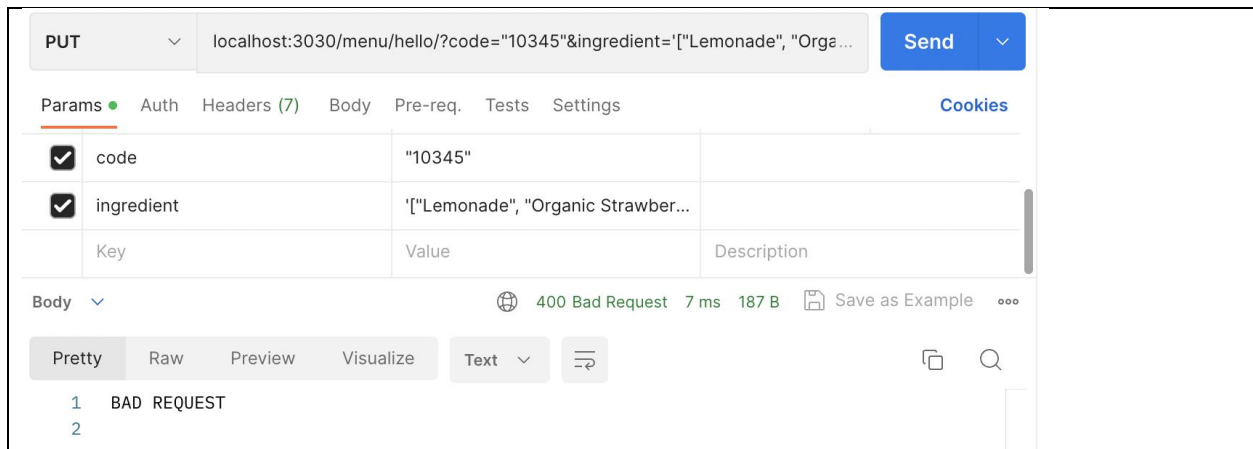 PUT localhost:3030/menu/hello/?code="10345"&ingredient='["Lemonade", "Orga... Send
Params Auth Headers (7) Body Pre-req. Tests Settings Cookies
code "10345"
ingredient '["Lemonade", "Organic Strawber...
Key Value Description
Body 400 Bad Request 7 ms 187 B Save as Example
Pretty Raw Preview Visualize Text
1 BAD REQUEST
2